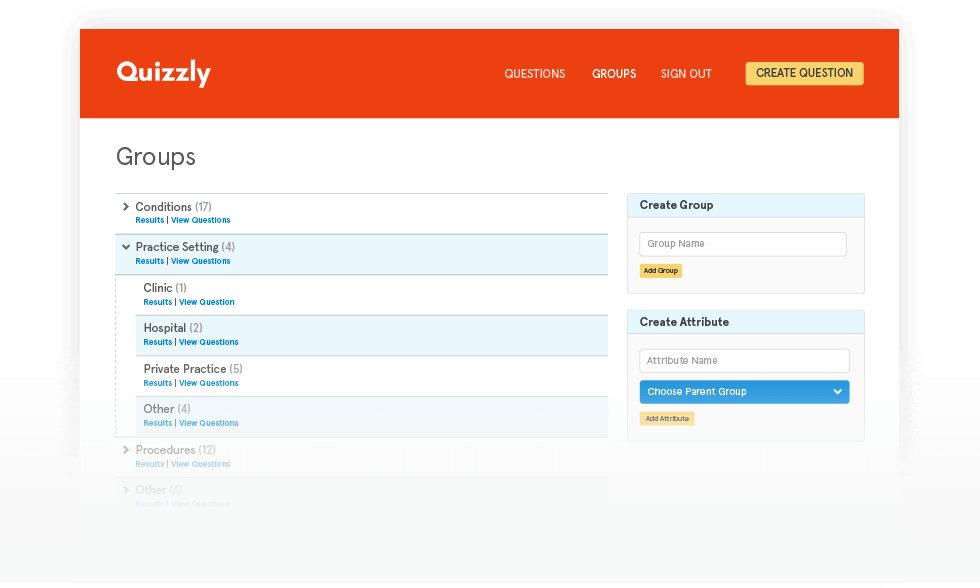 Quizzly
QUESTIONS GROUPS SIGN OUT CREATE QUESTION
Groups
Conditions (17)
Results | View Questions
Practice Setting (4)
Results | View Questions
Clinic (1)
Results | View Question
Hospital (2)
Results | View Questions
Private Practice (5)
Results | View Questions
Other (4)
Results | View Questions
Procedures (12)
Results | View Questions
Other (6)
Results | View Questions
Create Group
Group Name
Add Group
Create Attribute
Attribute Name
Choose Parent Group
Add Attribute